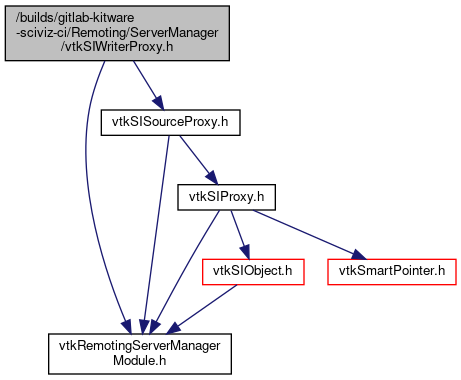 /builds/gitlab-kitware
-sciviz-ci/Remoting/ServerManager
/vtkSIWriterProxy.h
vtkSISourceProxy.h
vtkSIProxy.h
vtkSIObject.h
vtkSmartPointer.h
vtkRemotingServerManager
Module.h